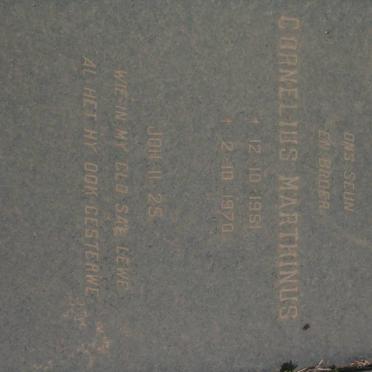 ONS SEUN
EN BROER
CORNELIUS MARTHINUS
* 12·10·1951
† 2·10·1970
JOH 11:25
WIE IN MY GLO SAL LEWE
AL HET HY OOK GESTERWE